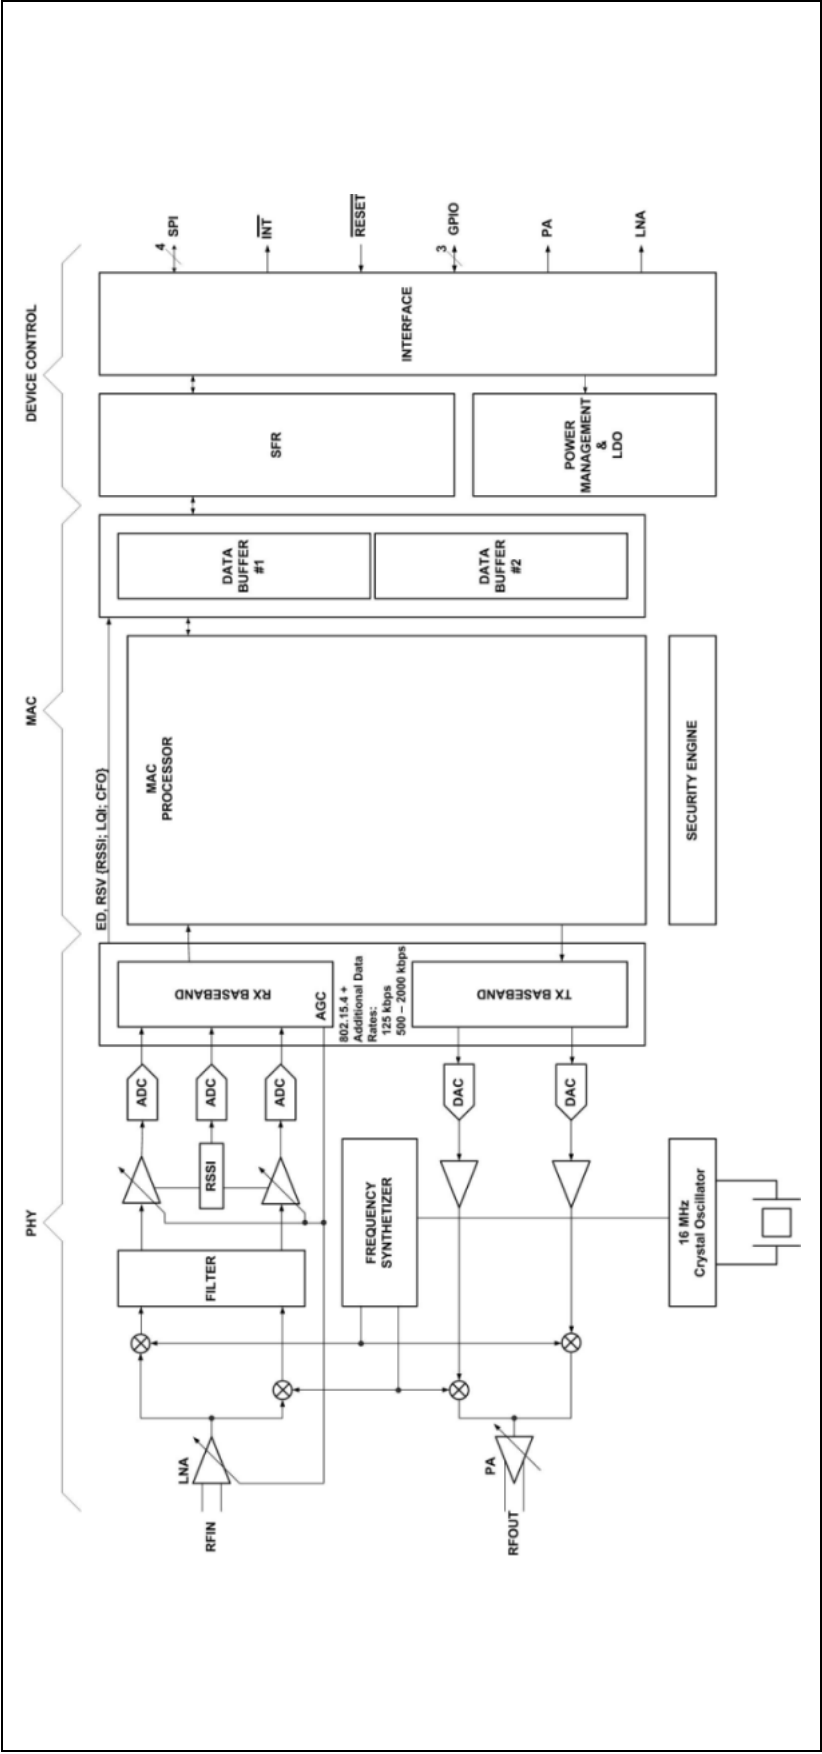 PHY
MAC
DEVICE CONTROL
RFIN
LNA
FILTER
RSSI
ADC
ADC
ADC
RX BASEBAND
AGC
ED, RSV {RSSI; LQI; CFO}
802.15.4 +
Additional Data
Rates:
125 kbps
500 – 2000 kbps
TX BASEBAND
DAC
DAC
FREQUENCY
SYNTHETIZER
RFOUT
PA
16 MHz
Crystal Oscillator
MAC
PROCESSOR
SECURITY ENGINE
DATA
BUFFER
#1
DATA
BUFFER
#2
SFR
POWER
MANAGEMENT
&
LDO
INTERFACE
4
SPI
INT
RESET
3
GPIO
PA
LNA